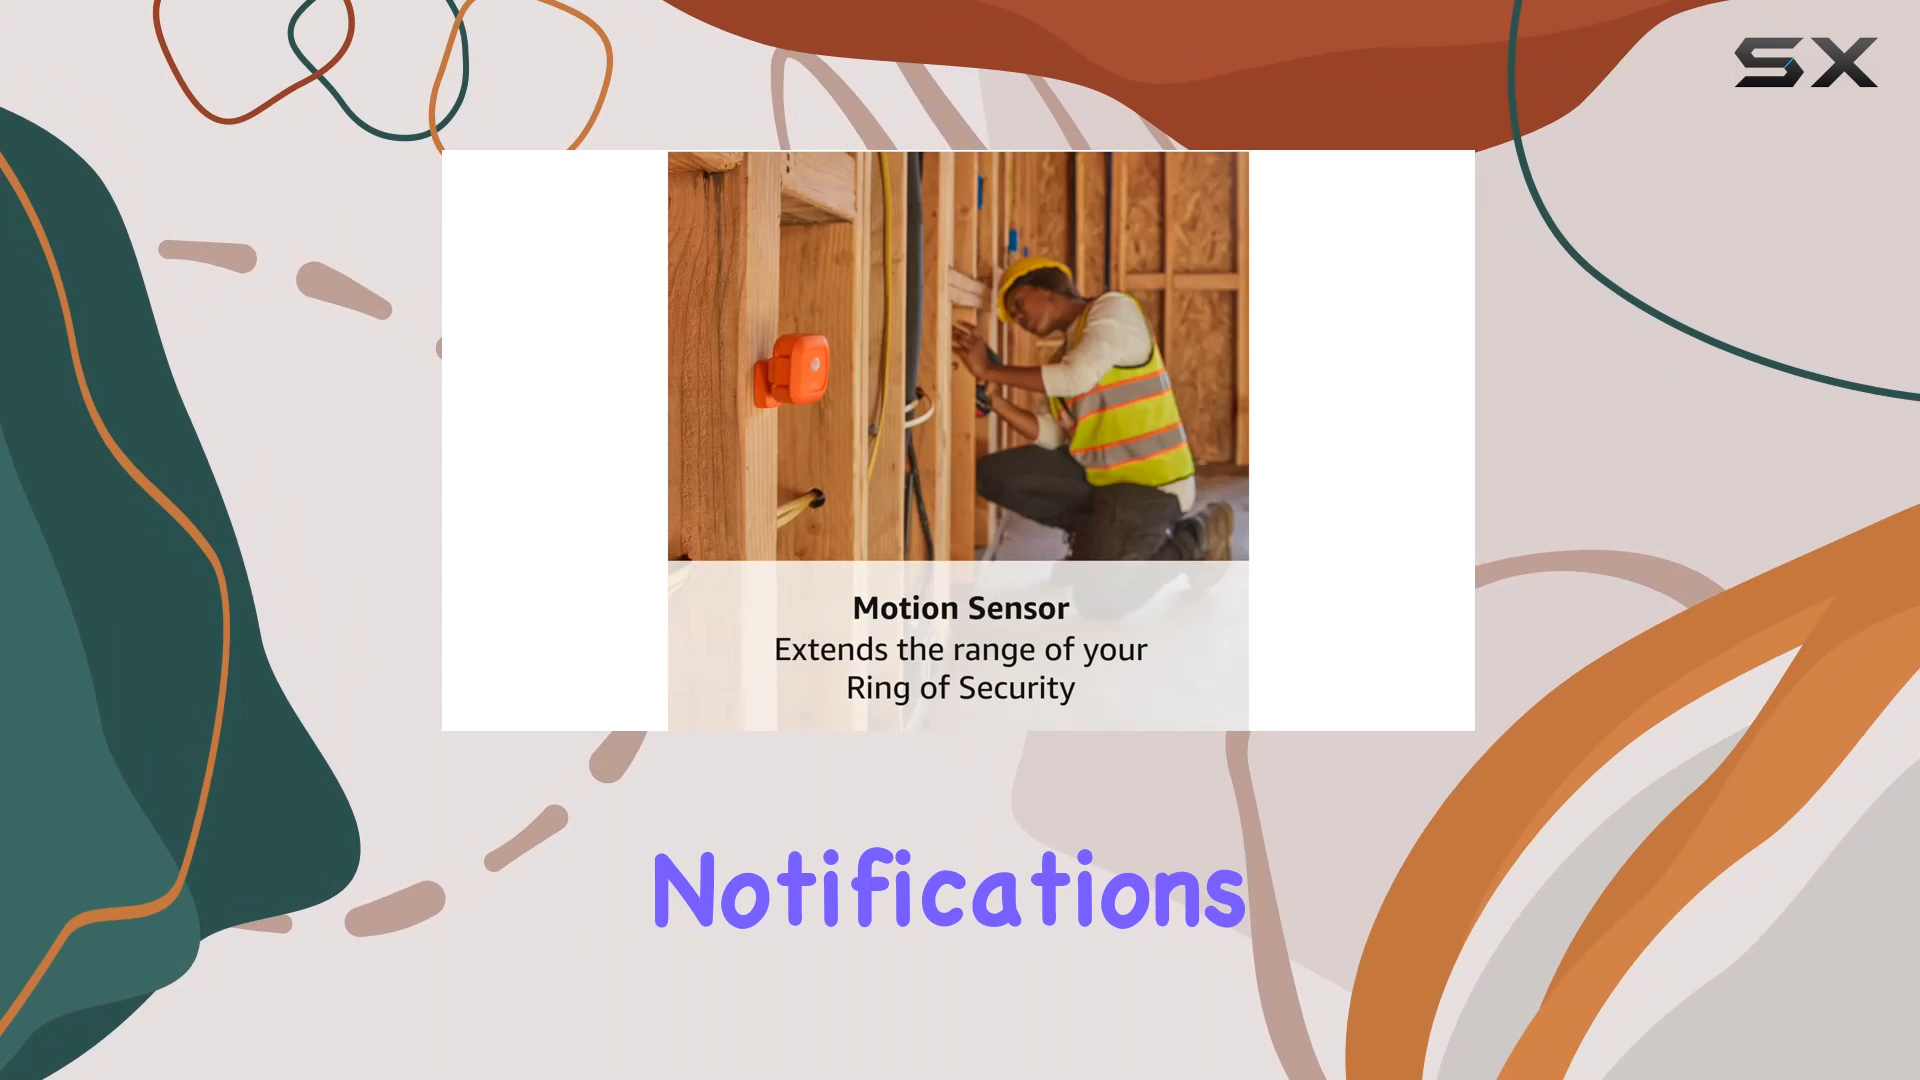 SX
Motion Sensor
Extends the range of your
Ring of Security
Notifications